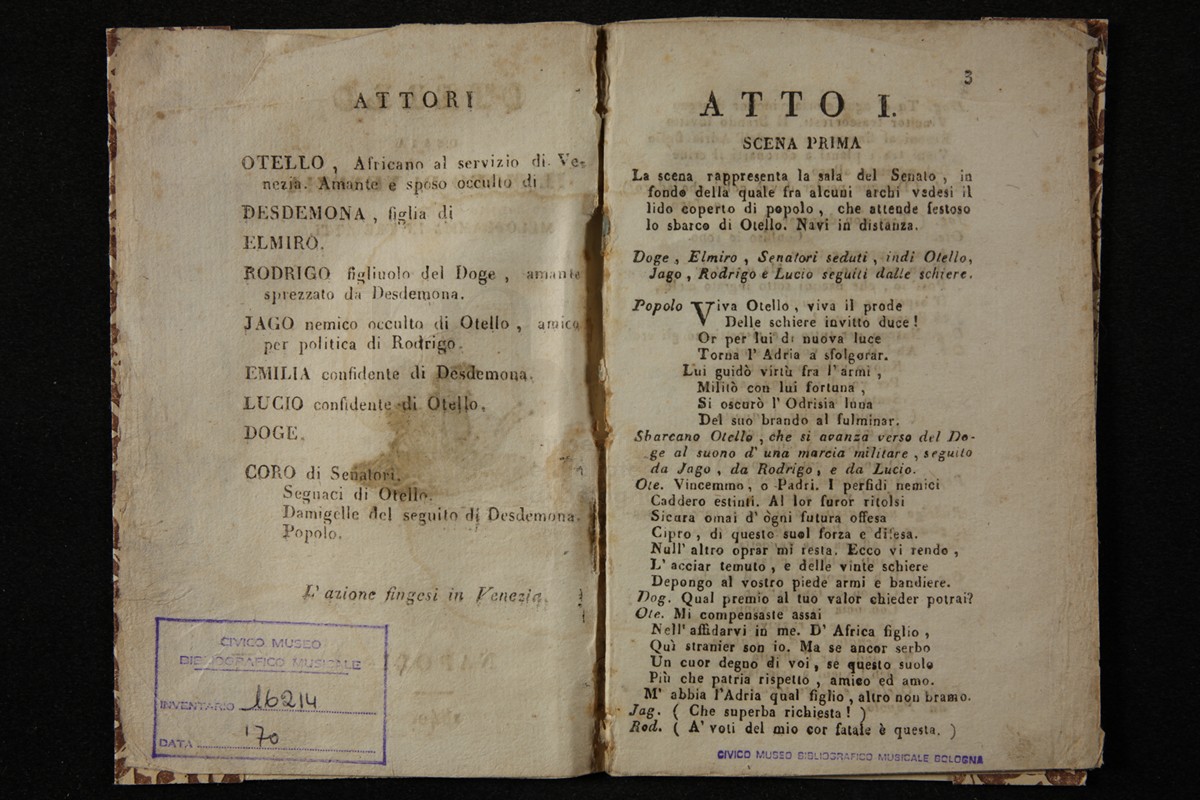 ATTORI
OTELLO , Africano al servizio di Ve-
nezia. Amante e sposo occulto di
DESDEMONA , figlia di
ELMIRO.
RODRIGO figliuolo del Doge , amante
sprezzato da Desdemona.
JAGO nemico occulto di Otello , amico
per politica di Rodrigo.
EMILIA confidente di Desdemona.
LUCIO confidente di Otello.
DOGE.
CORO di Senatori.
Seguaci di Otello.
Damigelle del seguito di Desdemona.
Popolo.
L' azione fingesi in Venezia.
CIVICO MUSEO
BIBLIOGRAFICO MUSICALE
INVENTARIO 16214
DATA '70
3
ATTO I.
SCENA PRIMA
La scena rappresenta la sala del Senato , in
fondo della quale fra alcuni archi vedesi il
lido coperto di popolo , che attende festoso
lo sbarco di Otello. Navi in distanza.
Doge , Elmiro , Senatori seduti , indi Otello,
Jago , Rodrigo e Lucio seguiti dalle schiere.
Popolo Viva Otello , viva il prode
Delle schiere invitto duce !
Or per lui di nuova luce
Torna l' Adria a sfolgorar.
Lui guidò virtù fra l' armi ,
Militò con lui fortuna ,
Si oscurò l' Odrisia luna
Del suo brando al fulminar.
Sbarcano Otello , che si avanza verso del Do-
ge al suono d' una marcia militare , seguito
da Jago , da Rodrigo , e da Lucio.
Ote. Vincemmo , o Padri. I perfidi nemici
Caddero estinti. Al lor furor ritolsi
Sicura omai d' ogni futura offesa
Cipro , di questo suol forza e difesa.
Null' altro oprar mi resta. Ecco vi rendo ,
L' acciar temuto , e delle vinte schiere
Depongo al vostro piede armi e bandiere.
Dog. Qual premio al tuo valor chieder potrai?
Ote. Mi compensaste assai
Nell' affidarvi in me. D' Africa figlio ,
Quì stranier son io. Ma se ancor serbo
Un cuor degno di voi , se questo suolo
Più che patria rispetto , amico ed amo.
M' abbia l'Adria qual figlio , altro non bramo.
Jag. ( Che superba richiesta ! )
Rod. ( A' voti del mio cor fatale è questa. )
CIVICO MUSEO BIBLIOGRAFICO MUSICALE BOLOGNA